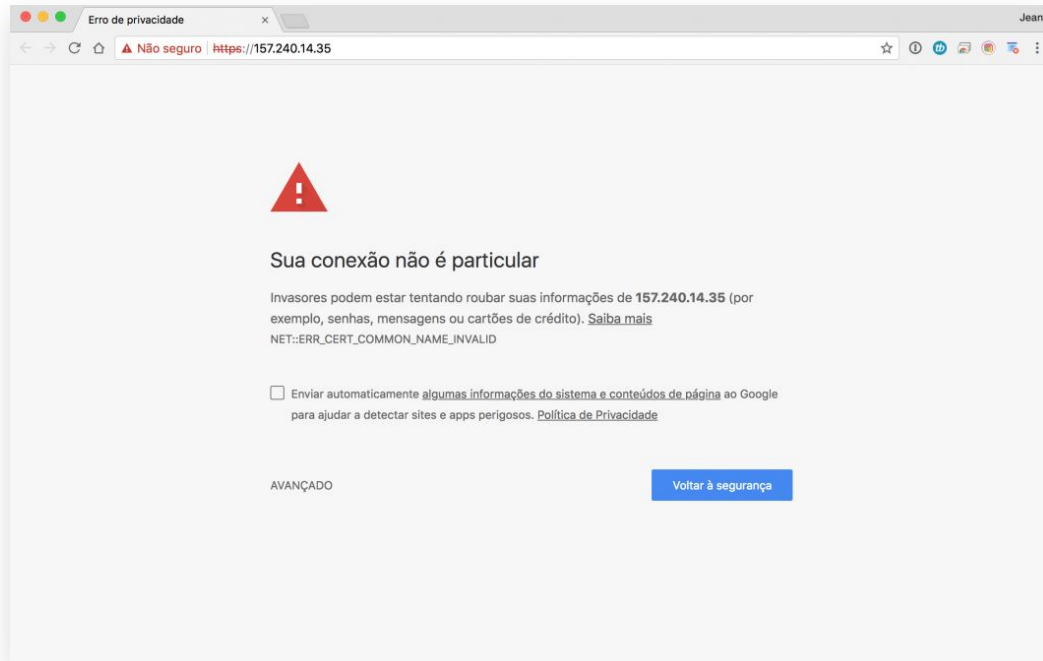 Erro de privacidade
Jean
Não seguro https://157.240.14.35
Sua conexão não é particular
Invasores podem estar tentando roubar suas informações de 157.240.14.35 (por
exemplo, senhas, mensagens ou cartões de crédito). Saiba mais
NET::ERR_CERT_COMMON_NAME_INVALID
Enviar automaticamente algumas informações do sistema e conteúdos de página ao Google
para ajudar a detectar sites e apps perigosos. Política de Privacidade
AVANÇADO Voltar à segurança